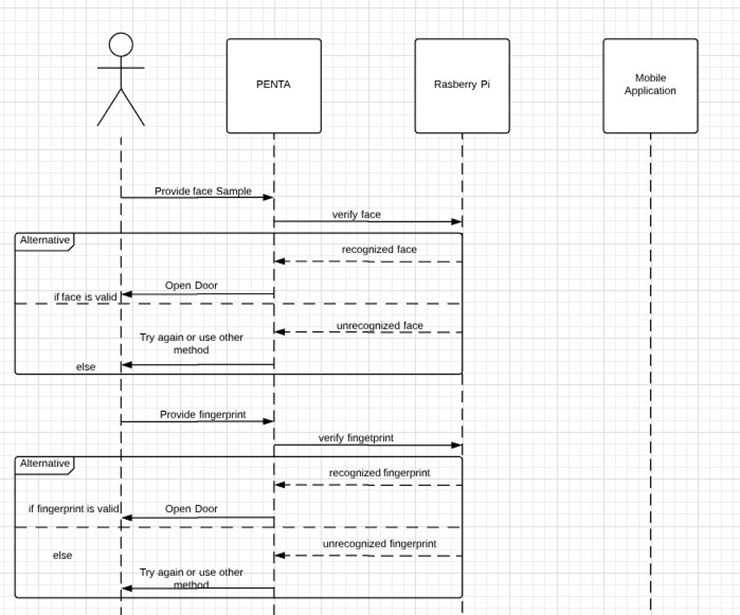 PENTA
Rasberry Pi
Mobile
Application
Provide face Sample
verify face
Alternative
recognized face
Open Door
if face is valid
unrecognized face
Try again or use other
method
else
Provide fingerprint
verify fingetprint
Alternative
recognized fingerprint
if fingerprint is valid
Open Door
unrecognized fingerprint
else
Try again or use other
method